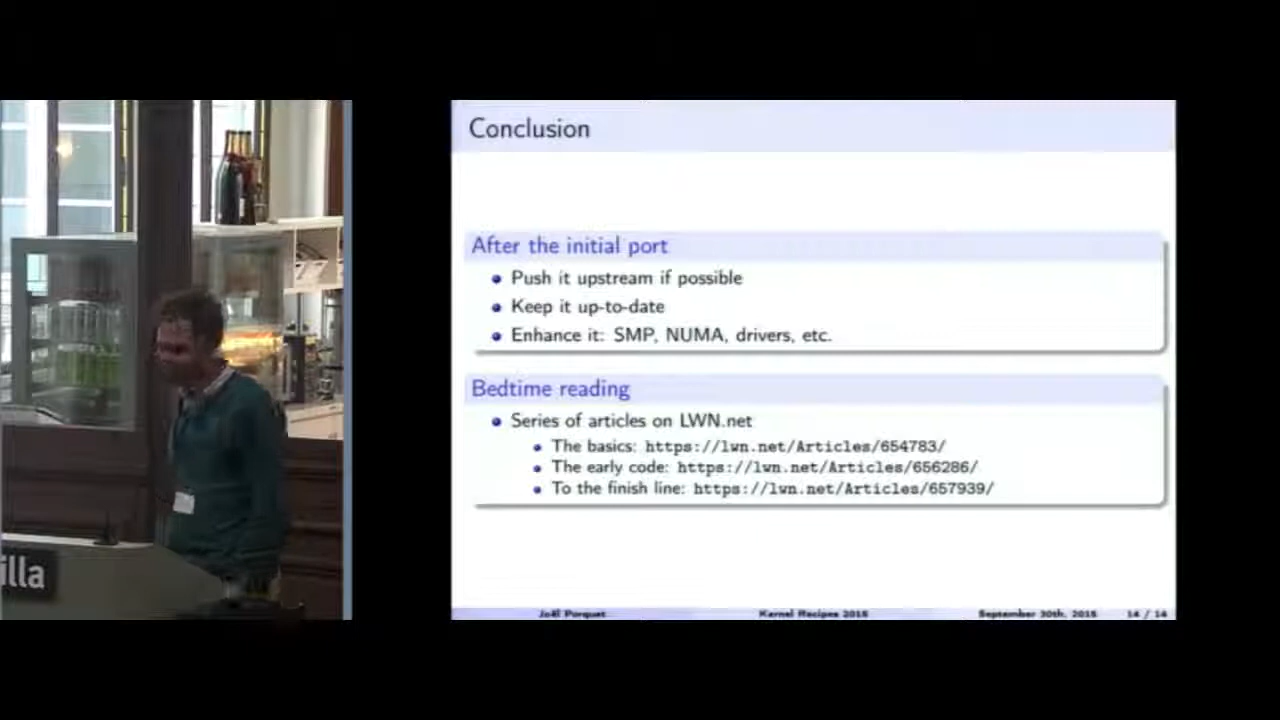 Conclusion
After the initial port
Push it upstream if possible
Keep it up-to-date
Enhance it: SMP, NUMA, drivers, etc.
Bedtime reading
Series of articles on LWN.net
The basics: https://lwn.net/Articles/654783/
The early code: https://lwn.net/Articles/656286/
To the finish line: https://lwn.net/Articles/657939/
illa
Joël Porquet
Kernel Recipes 2015
September 30th, 2015
14 / 14